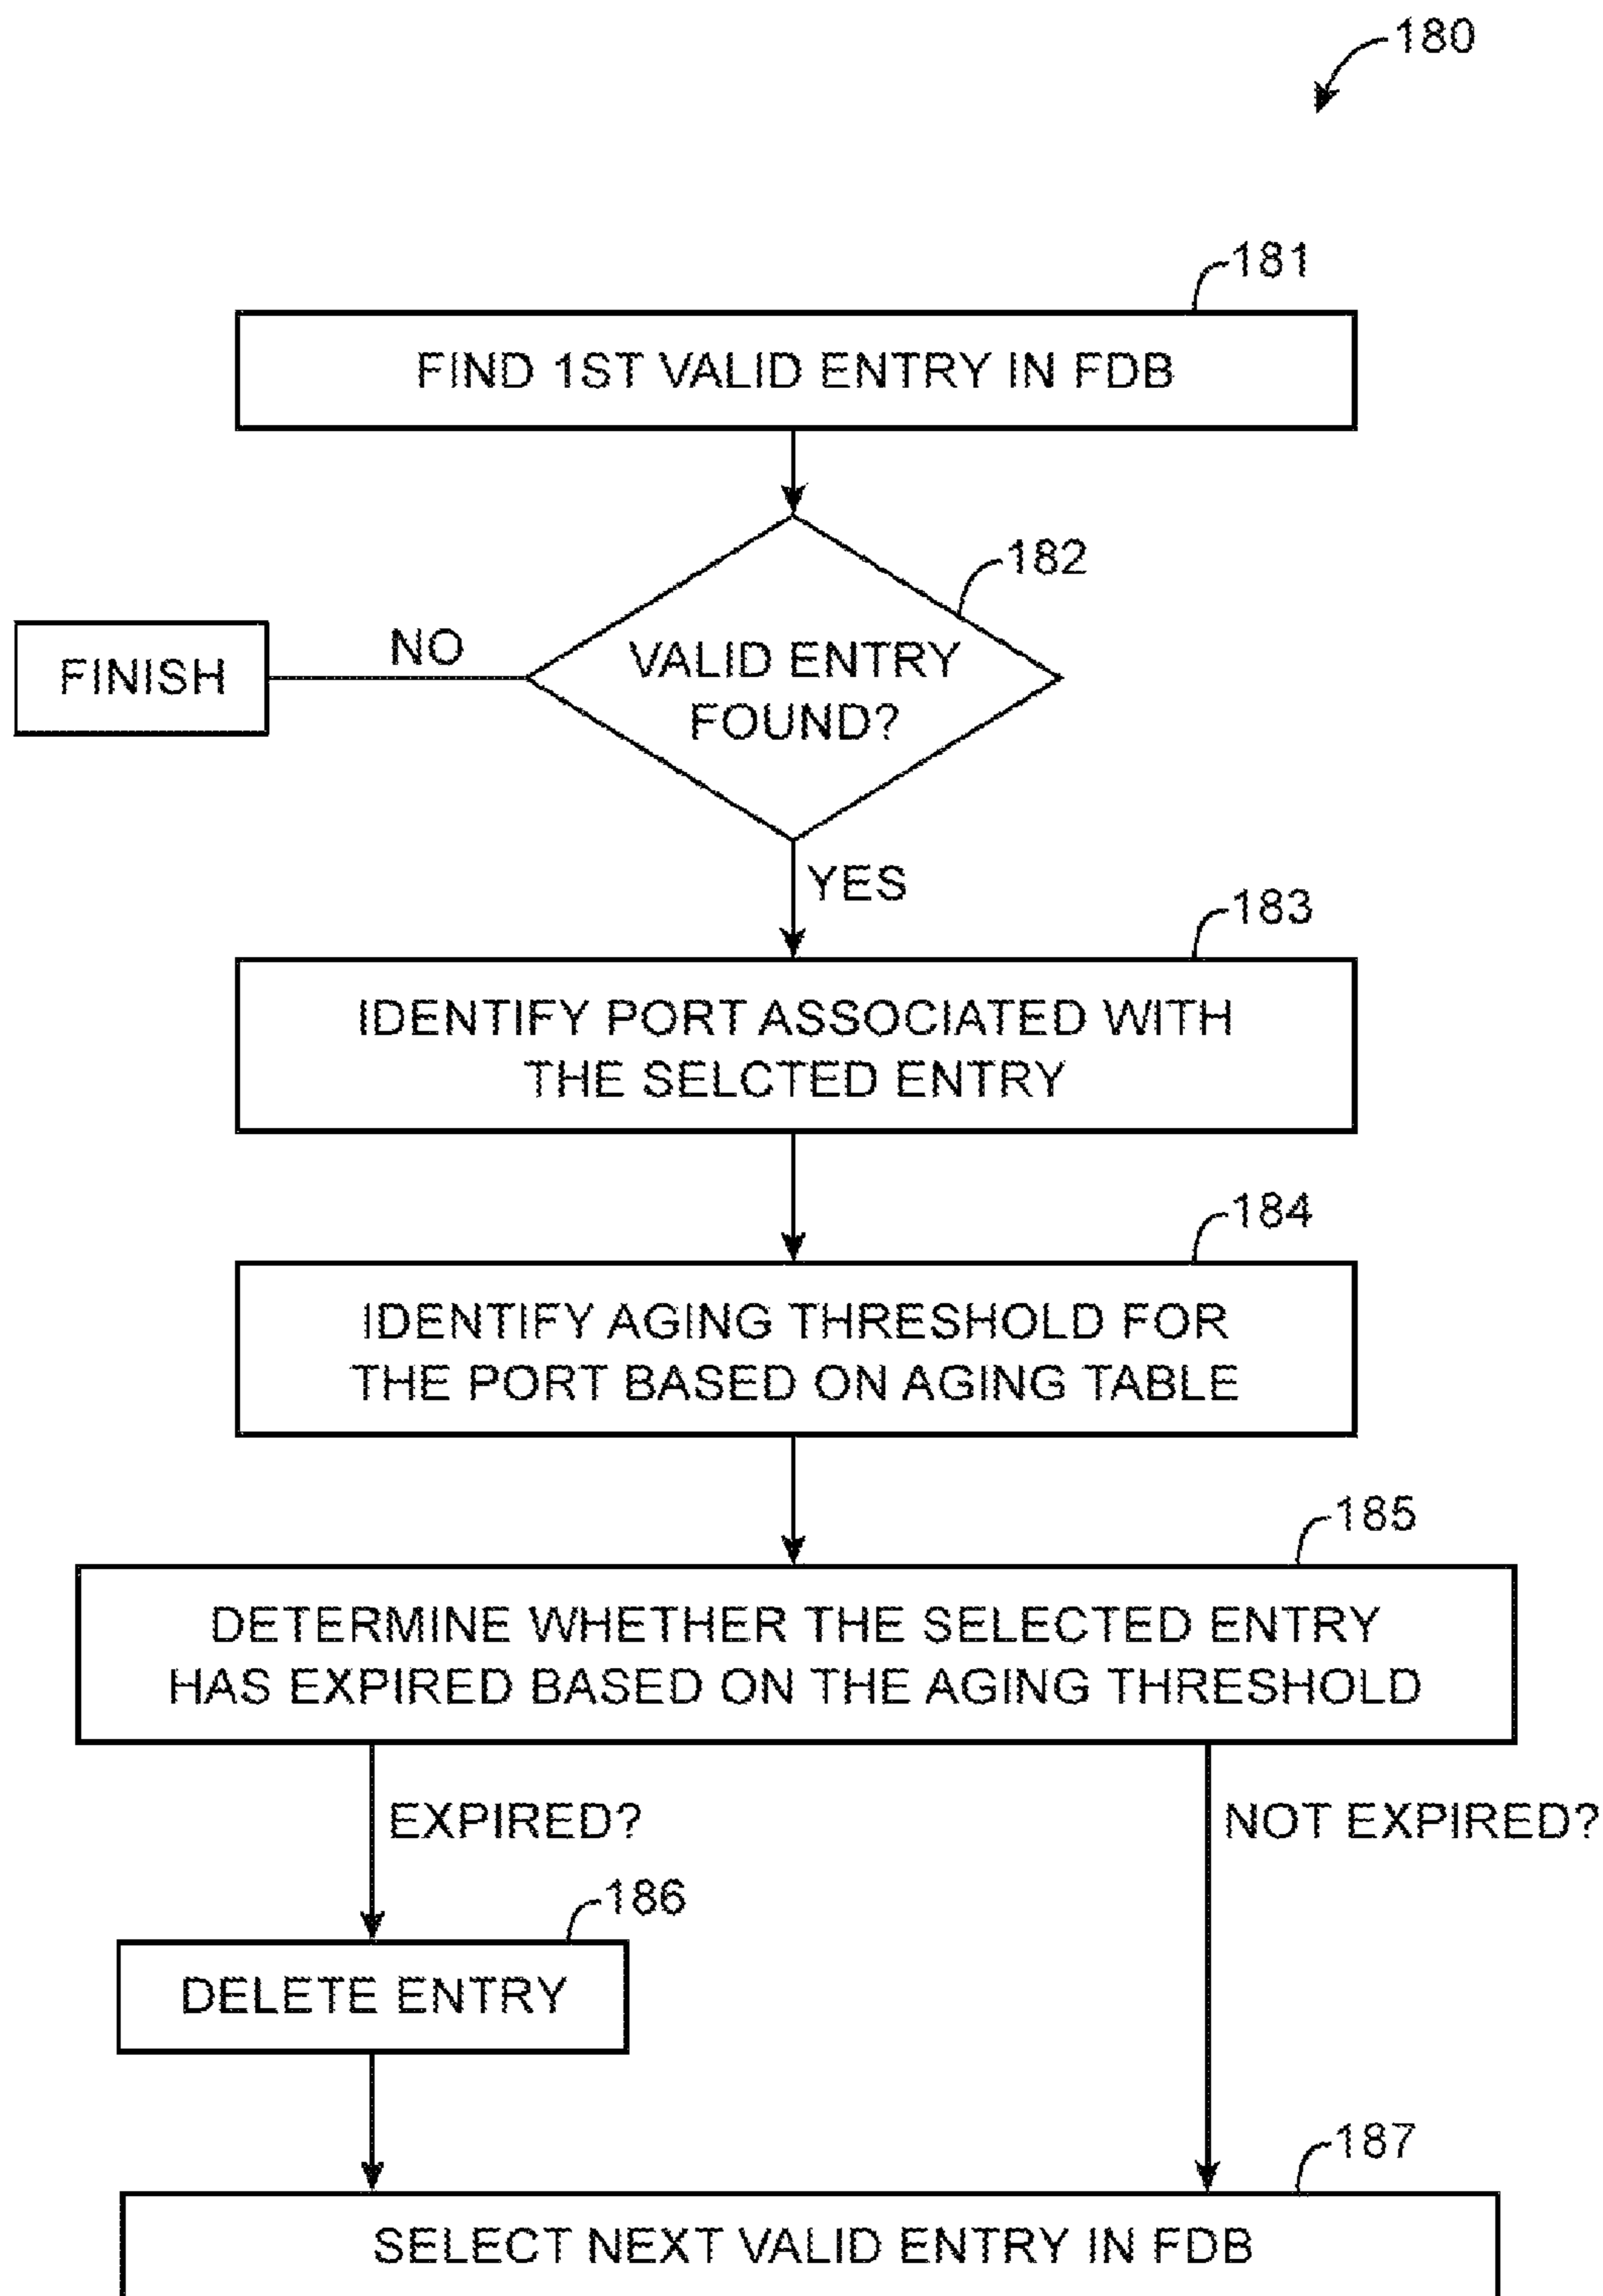 180
181
FIND 1ST VALID ENTRY IN FDB
182
VALID ENTRY
FOUND?
NO
FINISH
YES
183
IDENTIFY PORT ASSOCIATED WITH
THE SELCTED ENTRY
184
IDENTIFY AGING THRESHOLD FOR
THE PORT BASED ON AGING TABLE
185
DETERMINE WHETHER THE SELECTED ENTRY
HAS EXPIRED BASED ON THE AGING THRESHOLD
EXPIRED?
NOT EXPIRED?
186
DELETE ENTRY
187
SELECT NEXT VALID ENTRY IN FDB